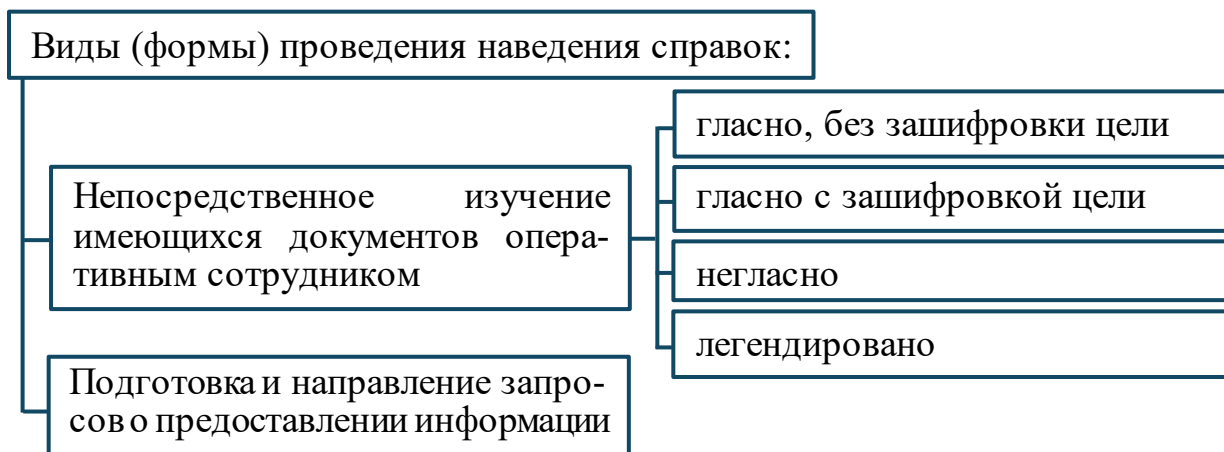 Виды (формы) проведения наведения справок:
Непосредственное изучение
имеющихся документов опера-
тивным сотрудником
гласно, без зашифровки цели
гласно с зашифровкой цели
негласно
легендировано
Подготовка и направление запро-
сов о предоставлении информации